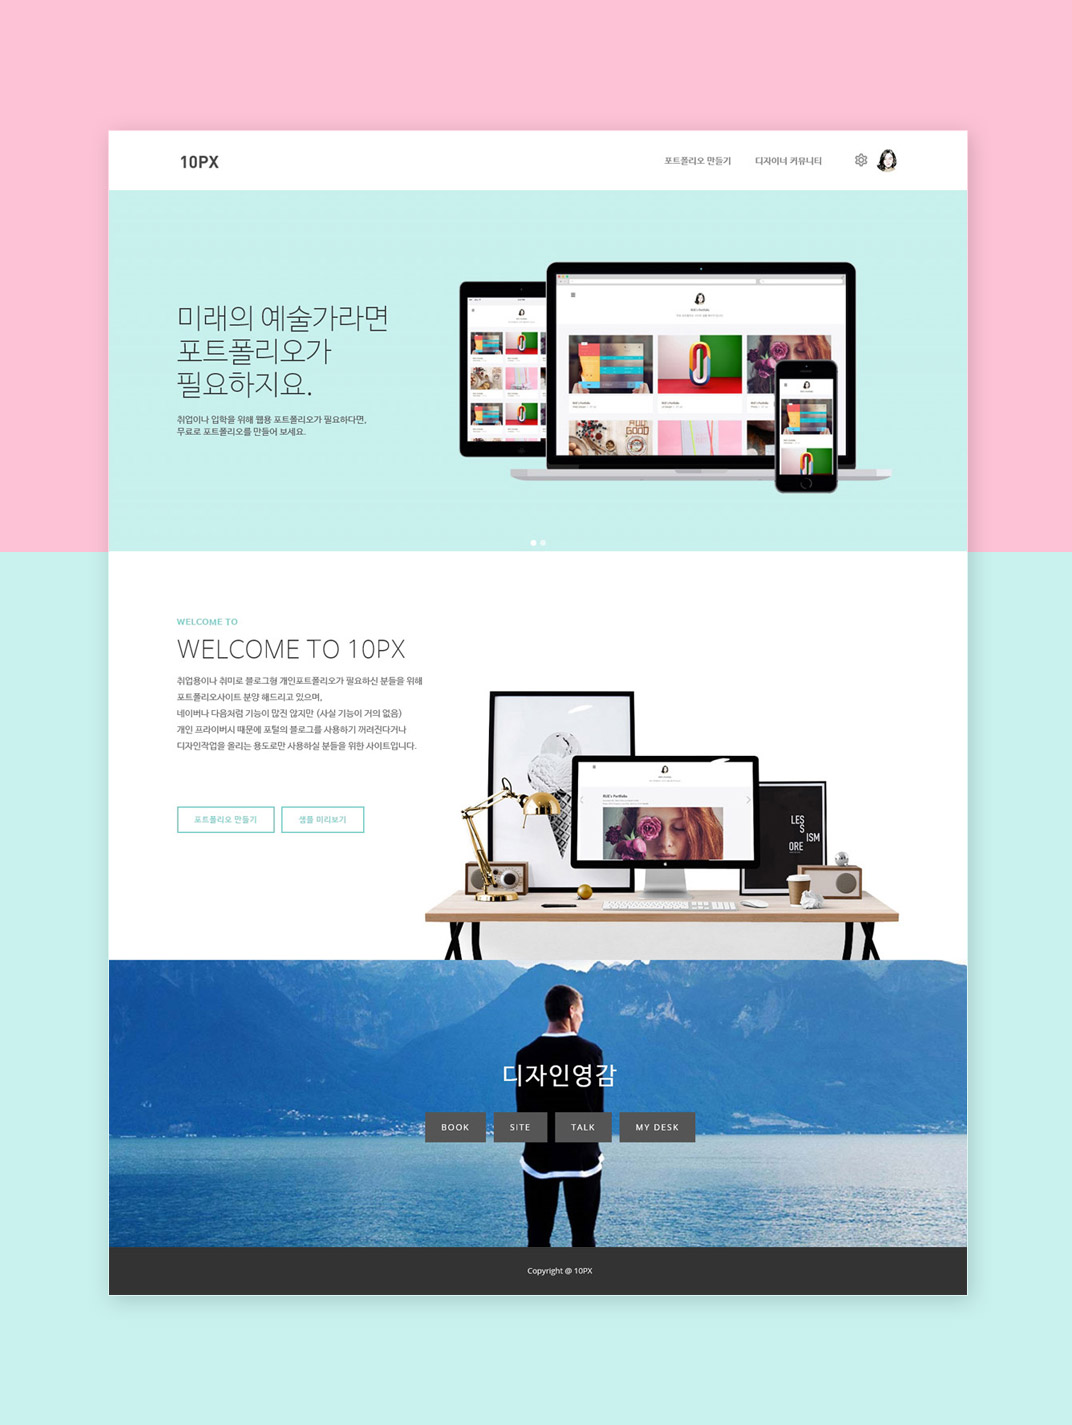 10PX
포트폴리오 만들기
디자이너 커뮤니티
미래의 예술가라면
포트폴리오가
필요하지요.
취업이나 입학을 위해 웹용 포트폴리오가 필요하다면,
무료로 포트폴리오를 만들어 보세요.
WELCOME TO
WELCOME TO 10PX
취업용이나 취미로 블로그형 개인포트폴리오가 필요하신 분들을 위해
포트폴리오사이트 분양 해드리고 있으며,
네이버나 다음처럼 기능이 많진 않지만 (사실 기능이 거의 없음)
개인 프라이버시 때문에 포털의 블로그를 사용하기 꺼려진다거나
디자인작업을 올리는 용도로만 사용하실 분들을 위한 사이트입니다.
포트폴리오 만들기
샘플 미리보기
RUE's Portfolio
LES
S
ISM
ORE
디자인영감
BOOK
SITE
TALK
MY DESK
Copyright @ 10PX